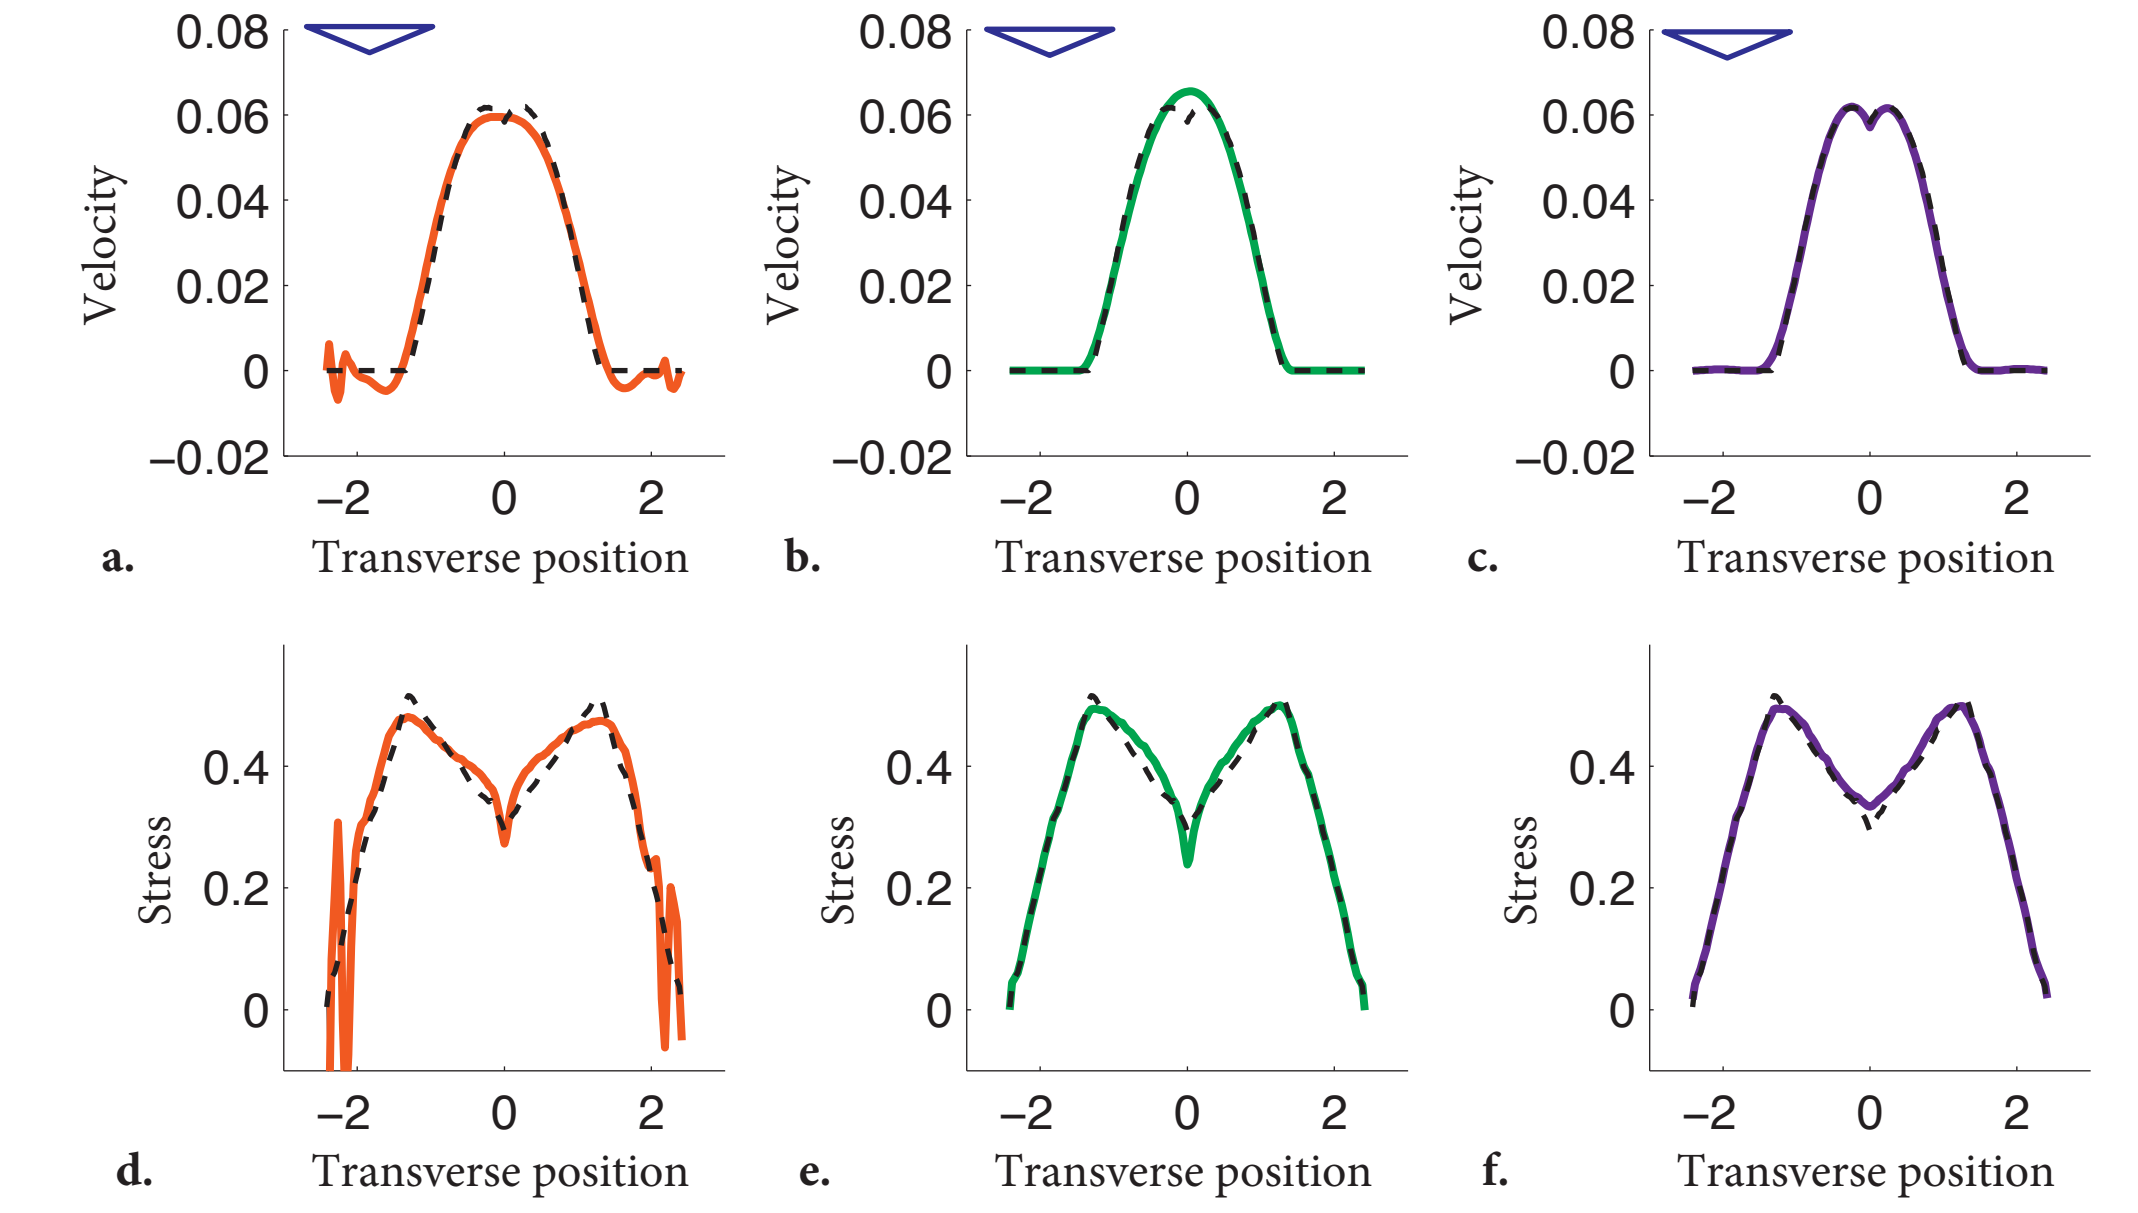 0.08 0.08 0.08
0.06 0.06 0.06
0.04 0.04 0.04
0.02 0.02 0.02
0 0 0
−0.02 −0.02 −0.02
Velocity Velocity Velocity
−2 0 2 −2 0 2 −2 0 2
a. Transverse position b. Transverse position c. Transverse position
0.4 0.4 0.4
0.2 0.2 0.2
0 0 0
Stress Stress Stress
−2 0 2 −2 0 2 −2 0 2
d. Transverse position e. Transverse position f. Transverse position